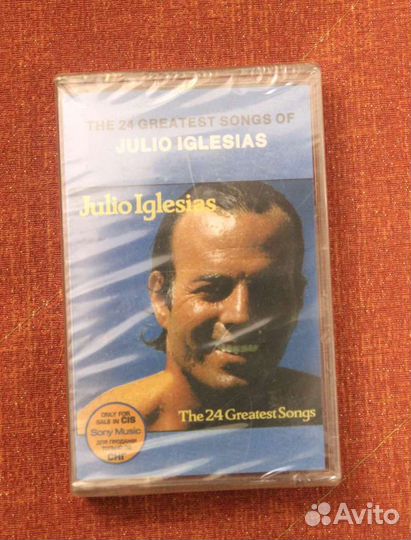 THE 24 GREATEST SONGS OF
JULIO IGLESIAS
Julio Iglesias
The 24 Greatest Songs
ONLY FOR
SALE IN CIS
Sony Music
ДЛЯ ПРОДАЖИ
СНГ
Avito